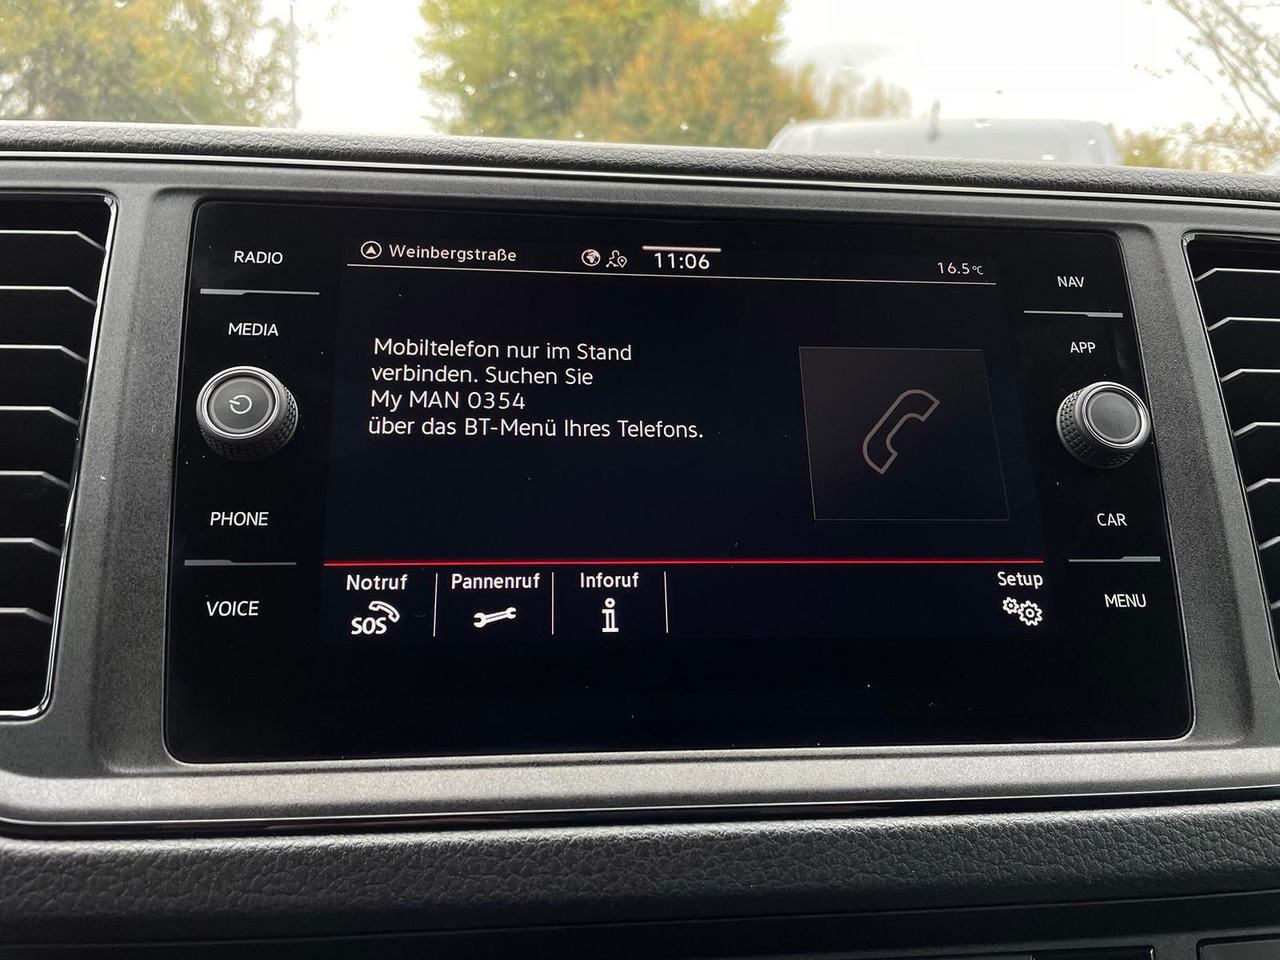 RADIO
MEDIA
PHONE
VOICE
Weinbergstraße
11:06
16.5°C
Mobiltelefon nur im Stand
verbinden. Suchen Sie
My MAN 0354
über das BT-Menü Ihres Telefons.
Notruf
SOS
Pannenruf
Inforuf
i
Setup
NAV
APP
CAR
MENU